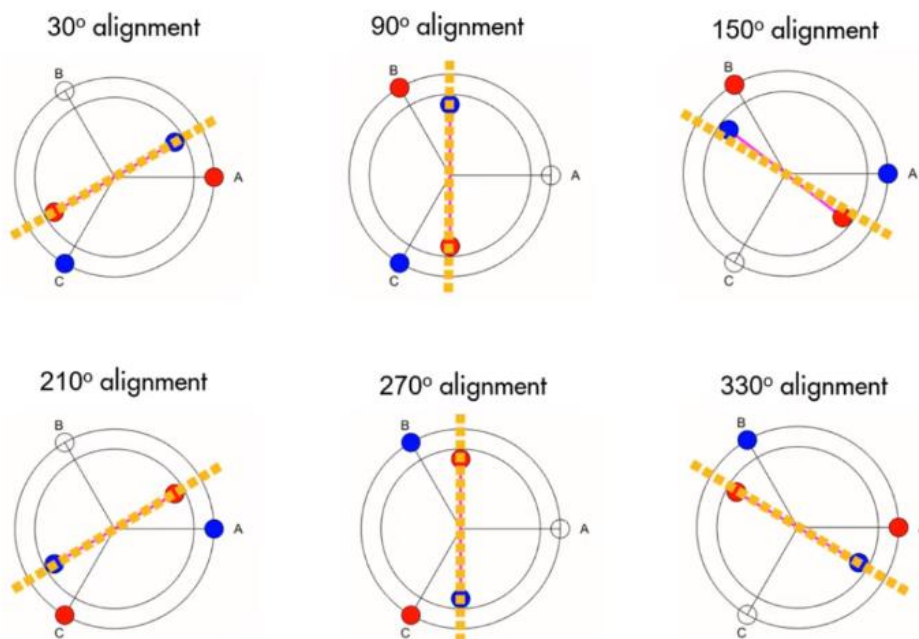 30° alignment
B
A
C
90° alignment
B
A
C
150° alignment
B
A
C
210° alignment
B
A
C
270° alignment
B
A
C
330° alignment
B
C